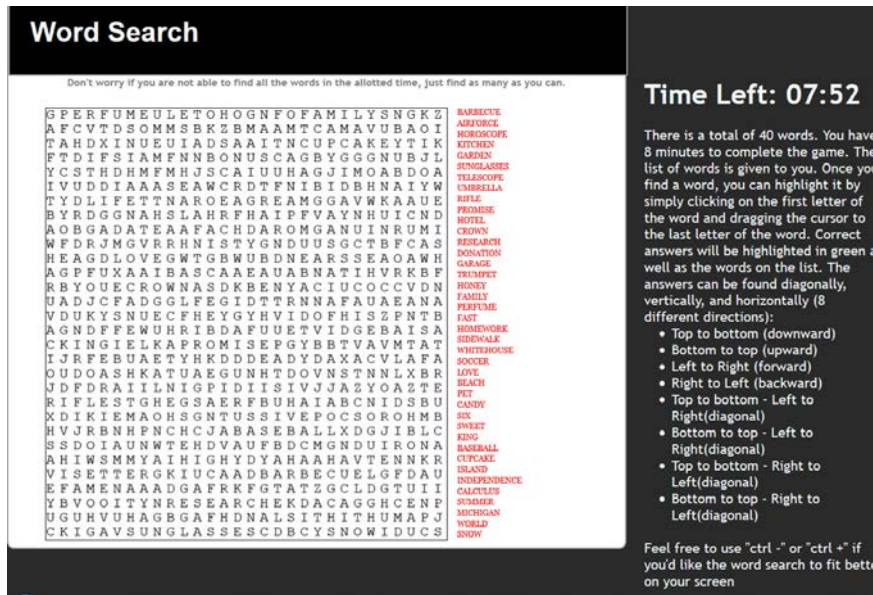 Word Search
Don't worry if you are not able to find all the words in the allotted time, just find as many as you can.
GPERFUMEULETOHOGNFOFAMILYSNGKZ
AFCVTDSOMMSBKZBMAAMTCAMAVUBAOI
TAHDXINUEUIADSAAITNCUPCAKEYTIK
FTDIFSIAMFNNBONUSCAGBYGGGNUBJL
YCSTHDHMFMHJSCAIUUHAGJIMOABDOA
IVUDDIAAASEAWCRDTFNIBIDBHNAIYW
TYDLIFETTNAROEAGREAMGGAVWKAAUE
BYRDGGNAHSLAHRFHAIPFVAYNHUICND
AOBGADATEAAFACHDAROMGANUINRUMI
WFDRJMGVRRHNISTYGNDUUSGCTBFCAS
HEAGDLOVEGWTGBWUBDNEARSSEAOAWH
AGPFUXAAIBASCAAEAUABNATIHVRKBF
RBYOUECROWNASDKBENYACIUCOCCVDN
UADJCFADGGLFEGIDTTRNNAFAUAEANA
VDUKYSNUECFHEYGYHVIDOFHISZPNTB
AGNDFFEWUHRIBDAFUUETVIDGEBAISA
CKINGIELKAPROMISEPGYBBTVAVMTAT
IJRFEBUAETYHKDDDEADYDAXACVLAFA
OUDOASHKATUAEGUNHTDOVNSTNNLXBR
JDFDRAIILNIGPIDIISIVJJAZYOAZTE
RIFLESTGHEGSAERFBUHAIABCNIDSBU
XDIKIEMAOHSGNTUSSIVEPOCSOROHMB
HVJRBNHPNCHCJABASEBALLXDGJIBLC
SSDOIAUNWTEHDVAUFBDCMGNDUIRONA
AHIWSMMYAIHIGHYDYAHAAHAVTENNKR
VISETTERGKIUCAADBARBECUELGFDAU
EFAMENAAADGAFRKFGTATZGCLDGTUII
YBVOOITYNRESEARCHEKDACAGGHCENP
UGUHVUHAGBGAFHDNALSITHITHUMAPJ
CKIGAVSUNGLASSESCDBCYSNOWIDUCS
BARBECUE
AIRFORCE
HOROSCOPE
KITCHEN
GARDEN
SUNGLASSES
TELESCOPE
UMBRELLA
RIFLE
PROMISE
HOTEL
CROWN
RESEARCH
DONATION
GARAGE
TRUMPET
HONEY
FAMILY
PERFUME
FAST
HOMEWORK
SIDEWALK
WHITEHOUSE
SOCCER
LOVE
BEACH
PET
CANDY
SIX
SWEET
KING
BASEBALL
CUPCAKE
ISLAND
INDEPENDENCE
CALCULUS
SUMMER
MICHIGAN
WORLD
SNOW
Time Left: 07:52
There is a total of 40 words. You have
8 minutes to complete the game. The
list of words is given to you. Once you
find a word, you can highlight it by
simply clicking on the first letter of
the word and dragging the cursor to
the last letter of the word. Correct
answers will be highlighted in green a
well as the words on the list. The
answers can be found diagonally,
vertically, and horizontally (8
different directions):
• Top to bottom (downward)
• Bottom to top (upward)
• Left to Right (forward)
• Right to Left (backward)
• Top to bottom - Left to
Right(diagonal)
• Bottom to top - Left to
Right(diagonal)
• Top to bottom - Right to
Left(diagonal)
• Bottom to top - Right to
Left(diagonal)
Feel free to use "ctrl -" or "ctrl +" if
you'd like the word search to fit bette
on your screen